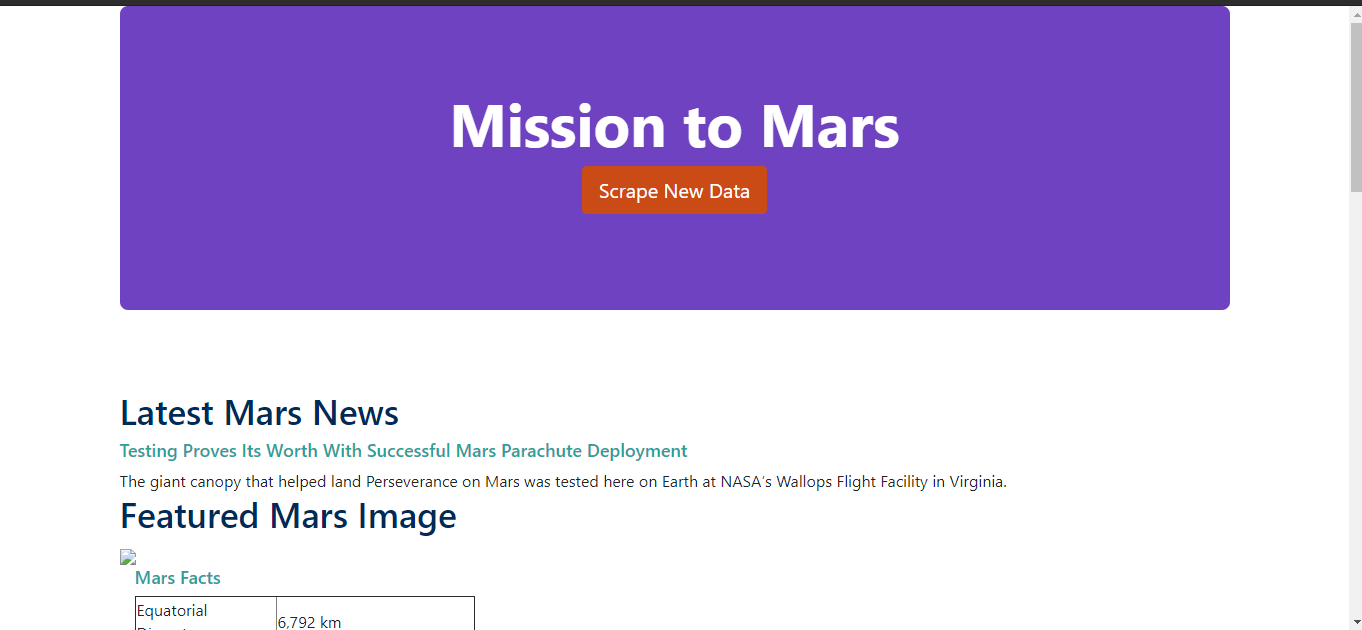 Mission to Mars
Scrape New Data
Latest Mars News
Testing Proves Its Worth With Successful Mars Parachute Deployment
The giant canopy that helped land Perseverance on Mars was tested here on Earth at NASA’s Wallops Flight Facility in Virginia.
Featured Mars Image
Mars Facts
Equatorial
6,792 km